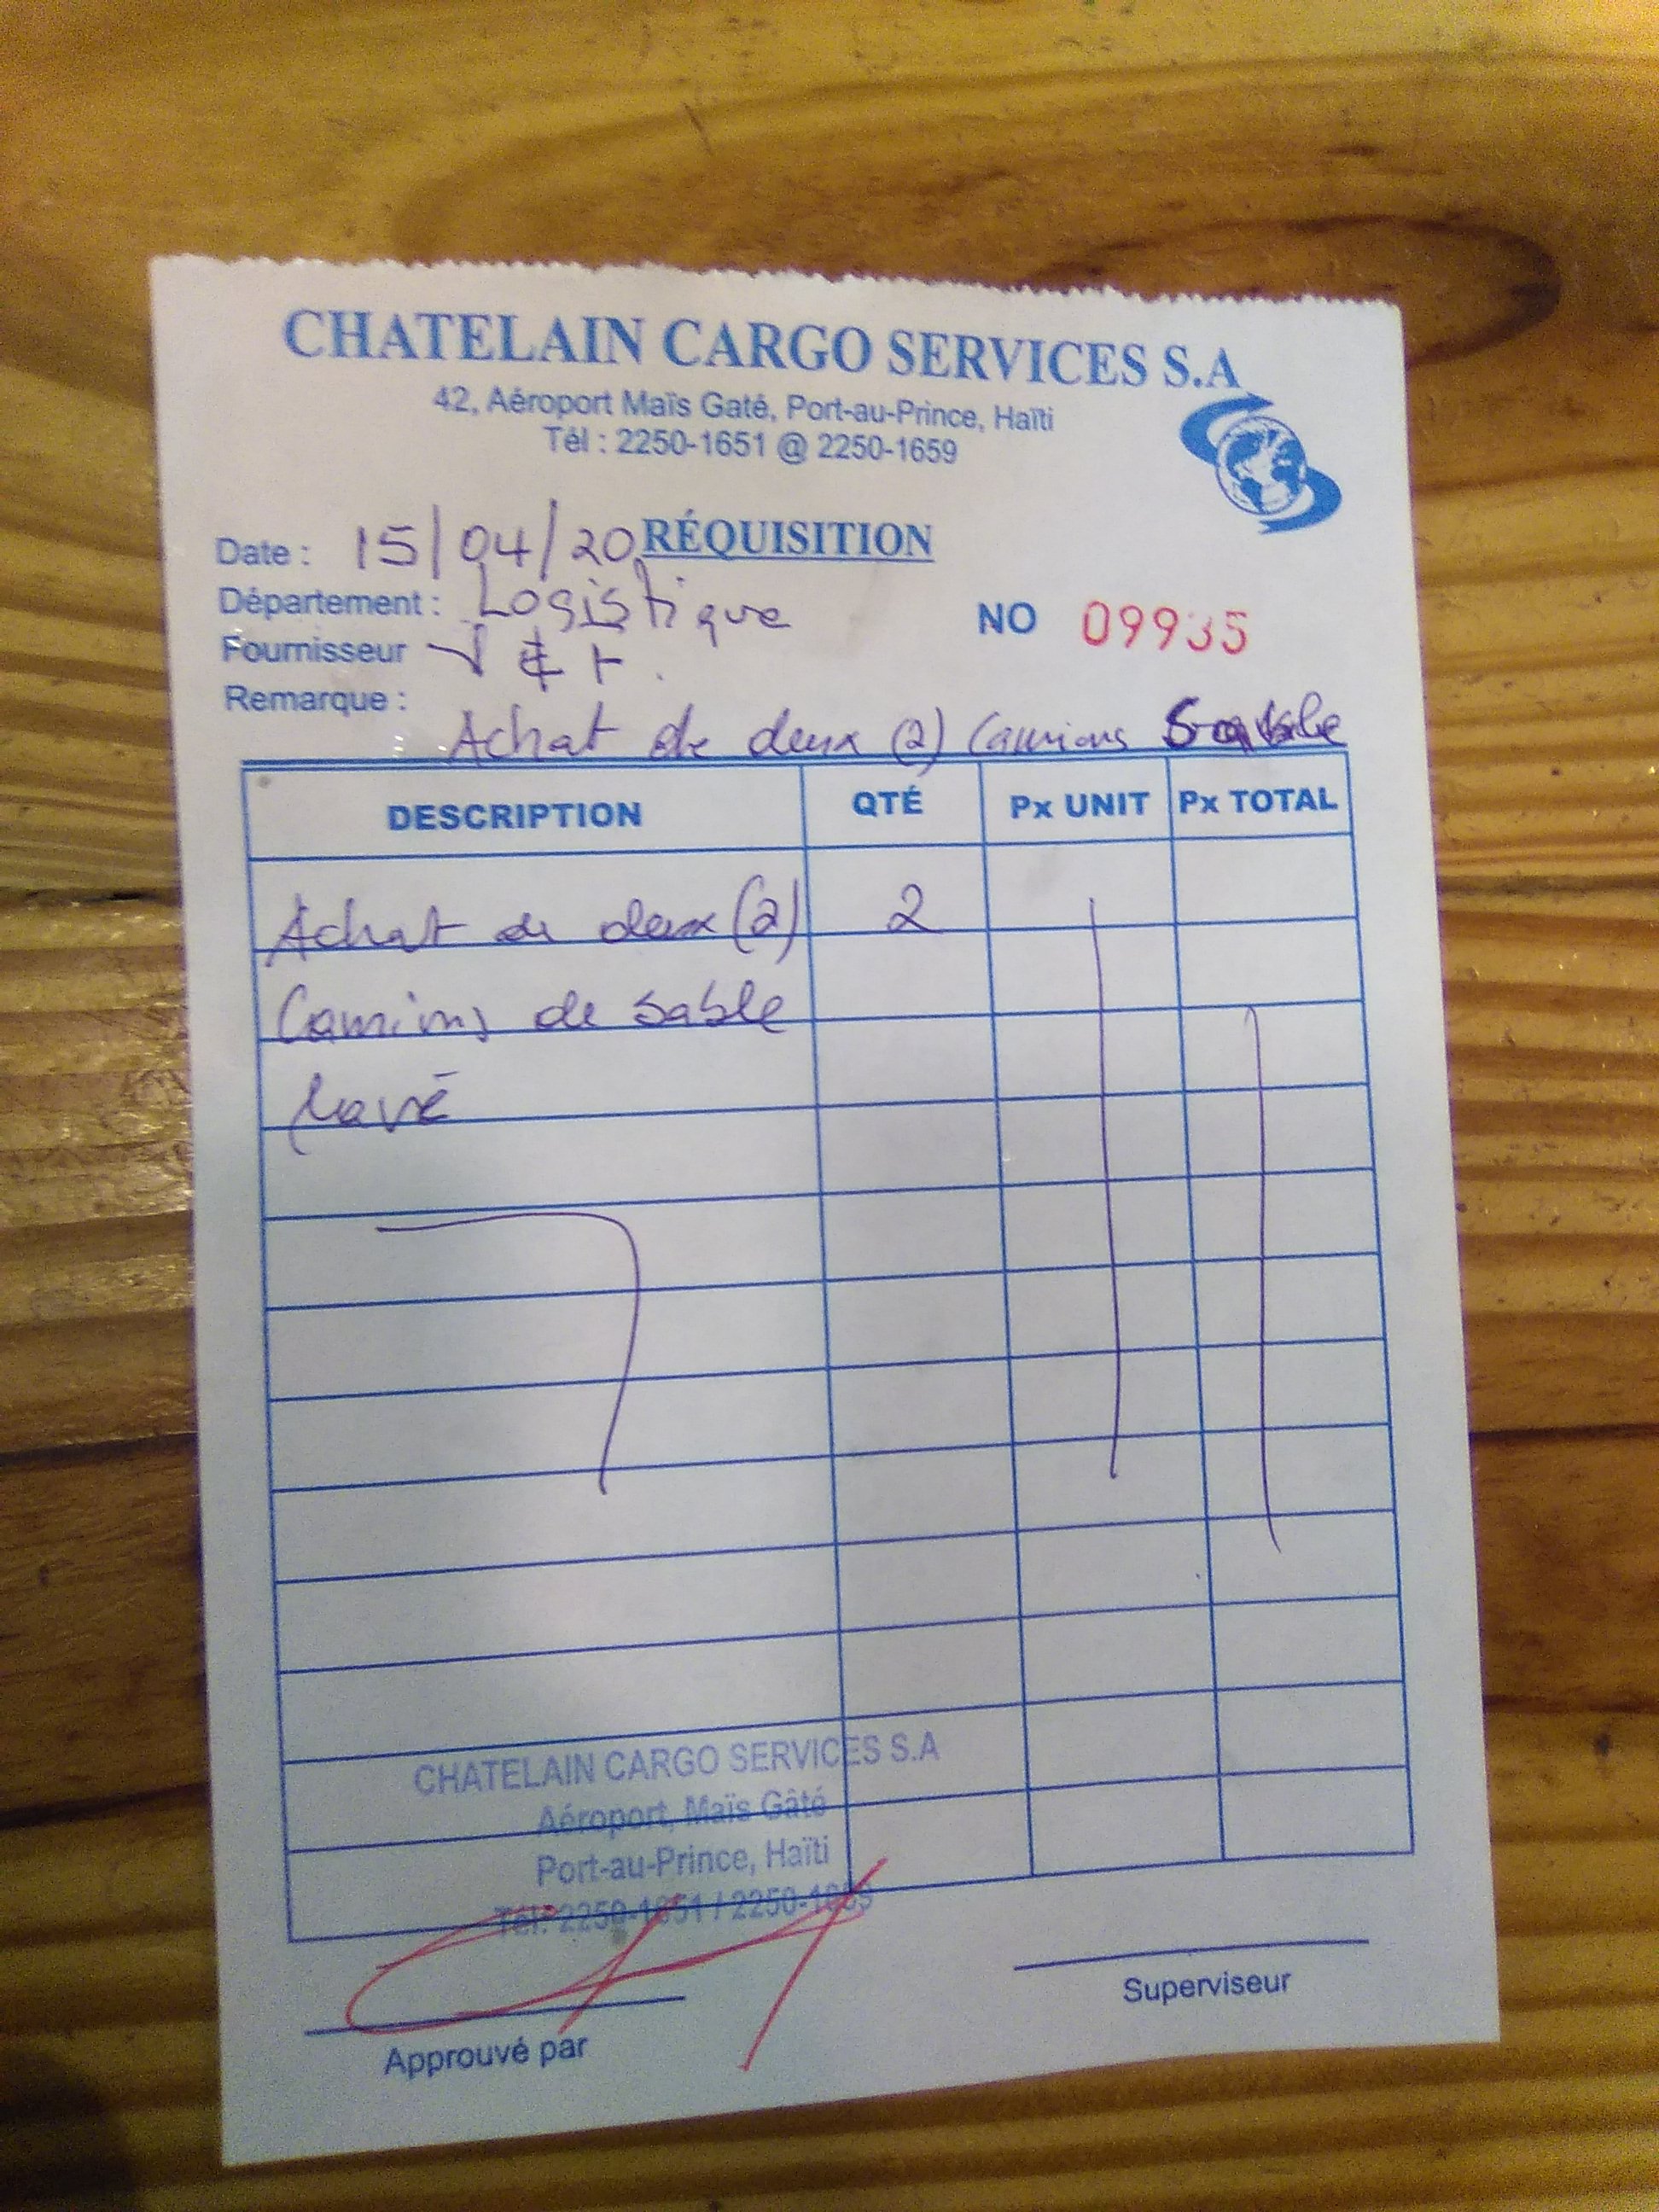 CHATELAIN CARGO SERVICES S.A
42, Aéroport Maïs Gaté, Port-au-Prince, Haïti
Tél : 2250-1651 @ 2250-1659
RÉQUISITION
Date : 15/04/20
Département : Logistique
NO 09935
Fournisseur
Remarque :
Achat de deux (2) Camions Sable
DESCRIPTION QTÉ Px UNIT Px TOTAL
Achat de deux (2) 2
Camions de sable
lavé
CHATELAIN CARGO SERVICES S.A
Aéroport, Maïs Gâté
Port-au-Prince, Haïti
Tél: 2250-1651 / 2250-1659
Approuvé par
Superviseur